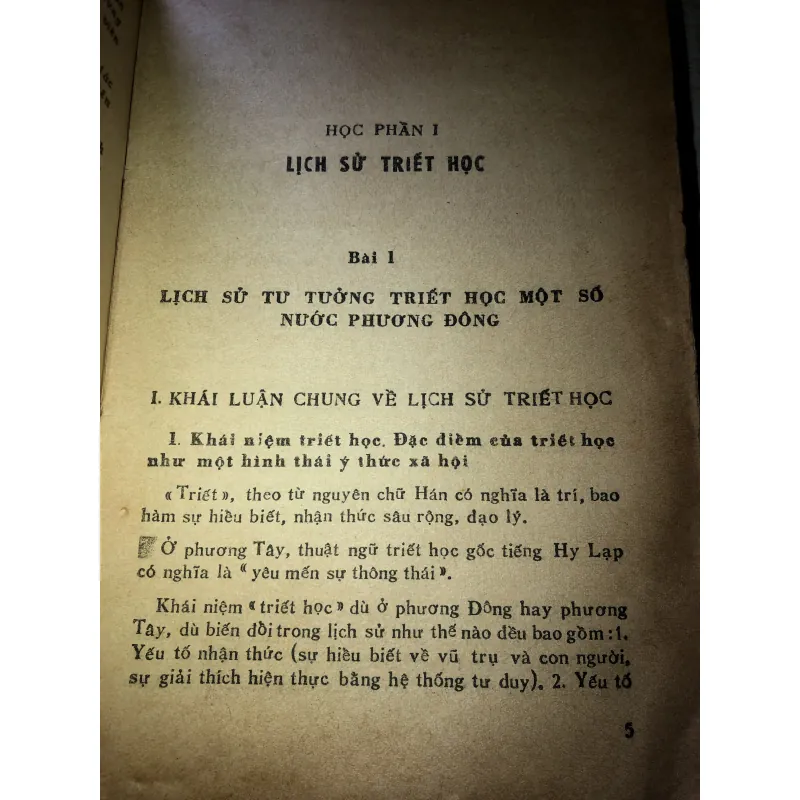 HỌC PHẦN I
LỊCH SỬ TRIẾT HỌC
Bài 1
LỊCH SỬ TƯ TƯỞNG TRIẾT HỌC MỘT SỐ
NƯỚC PHƯƠNG ĐÔNG
I. KHÁI LUẬN CHUNG VỀ LỊCH SỬ TRIẾT HỌC
1. Khái niệm triết học. Đặc điểm của triết học
như một hình thái ý thức xã hội
«Triết», theo từ nguyên chữ Hán có nghĩa là trí, bao
hàm sự hiểu biết, nhận thức sâu rộng, đạo lý.
Ở phương Tây, thuật ngữ triết học gốc tiếng Hy Lạp
có nghĩa là «yêu mến sự thông thái».
Khái niệm «triết học» dù ở phương Đông hay phương
Tây, dù biến đổi trong lịch sử như thế nào đều bao gồm: 1.
Yếu tố nhận thức (sự hiểu biết về vũ trụ và con người,
sự giải thích hiện thực bằng hệ thống tư duy). 2. Yếu tố
5